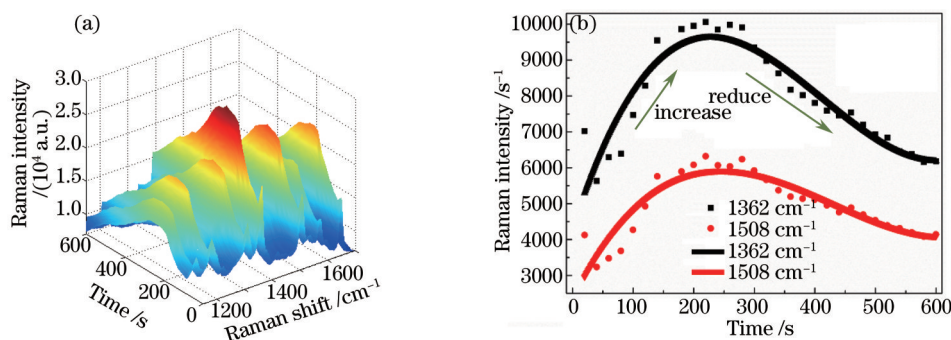 (a)
Raman intensity
/(10⁴ a.u.)
3.0
2.5
2.0
1.5
1.0
600
400
200
0
Time /s
1200
1400
1600
Raman shift /cm⁻¹
(b)
Raman intensity /s⁻¹
10000
9000
8000
7000
6000
5000
4000
3000
increase
reduce
1362 cm⁻¹
1508 cm⁻¹
1362 cm⁻¹
1508 cm⁻¹
0 100 200 300 400 500 600
Time /s